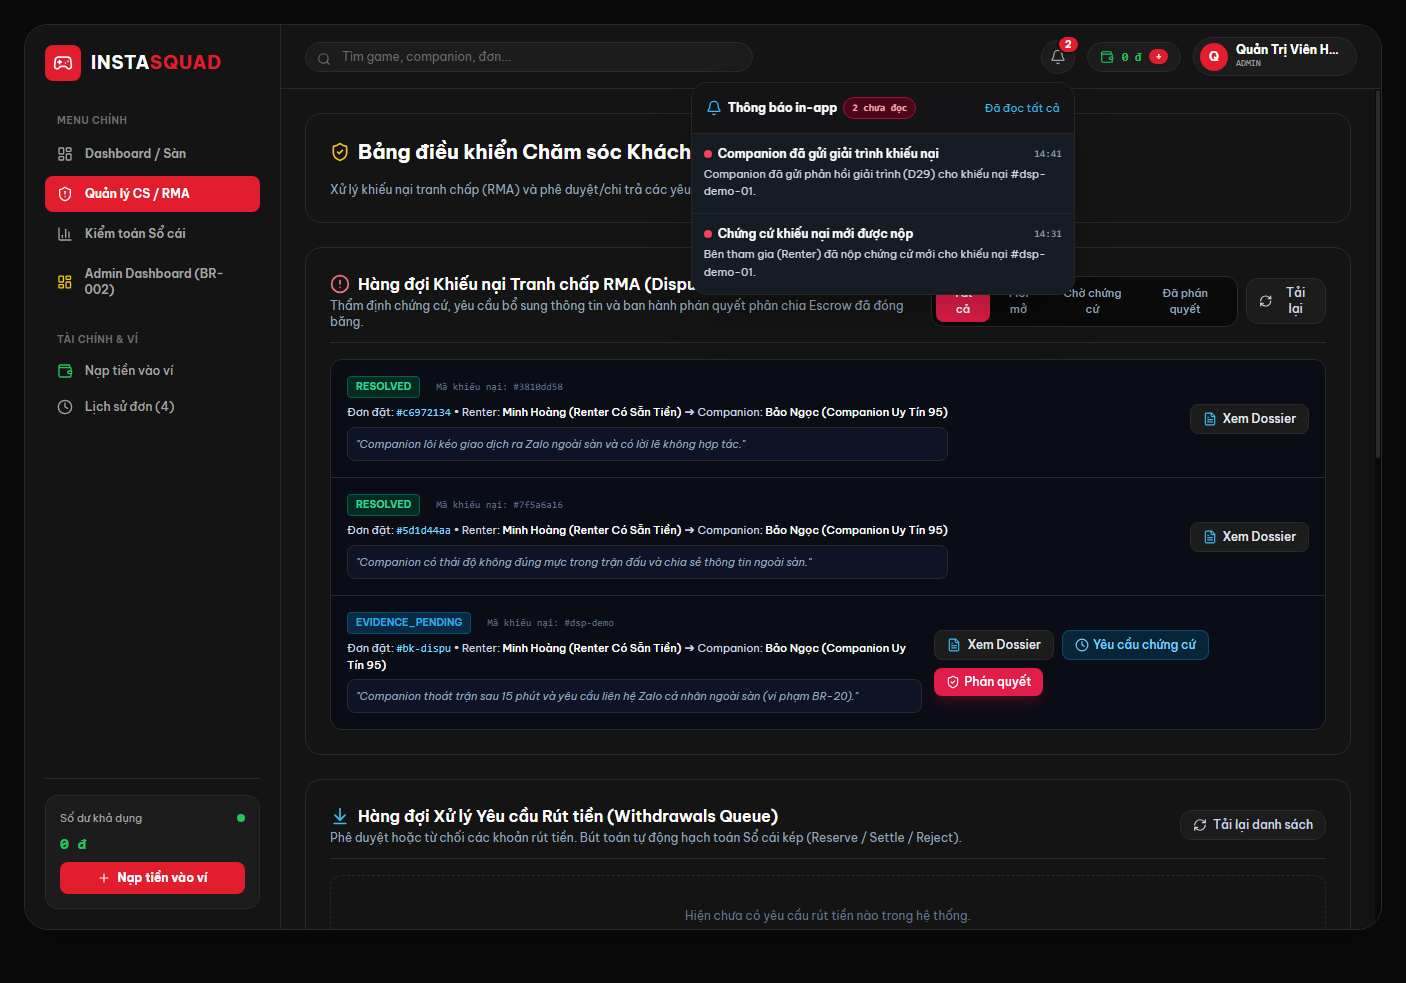 INSTASQUAD
MENU CHÍNH
Dashboard / Sàn
Quản lý CS / RMA
Kiểm toán Sổ cái
Admin Dashboard (BR-
002)
TÀI CHÍNH & VÍ
Nạp tiền vào ví
Lịch sử đơn (4)
Số dư khả dụng
0 đ
Nạp tiền vào ví
Tìm game, companion, đơn...
2
0 đ
+
Q
Quản Trị Viên H...
ADMIN
Thông báo in-app
2 chưa đọc
Đã đọc tất cả
Companion đã gửi giải trình khiếu nại
14:41
Companion đã gửi phản hồi giải trình (D29) cho khiếu nại #dsp-
demo-01.
Chứng cứ khiếu nại mới được nộp
14:31
Bên tham gia (Renter) đã nộp chứng cứ mới cho khiếu nại #dsp-
demo-01.
Bảng điều khiển Chăm sóc Khách
Xử lý khiếu nại tranh chấp (RMA) và phê duyệt/chi trả các yêu
Hàng đợi Khiếu nại Tranh chấp RMA (Dispu
Thẩm định chứng cứ, yêu cầu bổ sung thông tin và ban hành phán quyết phân chia Escrow đã đóng
băng.
Tất
cả
Mới
mở
Chờ chứng
cứ
Đã phán
quyết
Tải
lại
RESOLVED
Mã khiếu nại: #3810dd58
Đơn đặt: #c6972134 • Renter: Minh Hoàng (Renter Có Sẵn Tiền) ➔ Companion: Bảo Ngọc (Companion Uy Tín 95)
"Companion lôi kéo giao dịch ra Zalo ngoài sàn và có lời lẽ không hợp tác."
Xem Dossier
RESOLVED
Mã khiếu nại: #7f5a6a16
Đơn đặt: #5d1d44aa • Renter: Minh Hoàng (Renter Có Sẵn Tiền) ➔ Companion: Bảo Ngọc (Companion Uy Tín 95)
"Companion có thái độ không đúng mực trong trận đấu và chia sẻ thông tin ngoài sàn."
Xem Dossier
EVIDENCE_PENDING
Mã khiếu nại: #dsp-demo
Đơn đặt: #bk-dispu • Renter: Minh Hoàng (Renter Có Sẵn Tiền) ➔ Companion: Bảo Ngọc (Companion Uy
Tín 95)
"Companion thoát trận sau 15 phút và yêu cầu liên hệ Zalo cá nhân ngoài sàn (vi phạm BR-20)."
Xem Dossier
Yêu cầu chứng cứ
Phán quyết
Hàng đợi Xử lý Yêu cầu Rút tiền (Withdrawals Queue)
Phê duyệt hoặc từ chối các khoản rút tiền. Bút toán tự động hạch toán Sổ cái kép (Reserve / Settle / Reject).
Tải lại danh sách
Hiện chưa có yêu cầu rút tiền nào trong hệ thống.